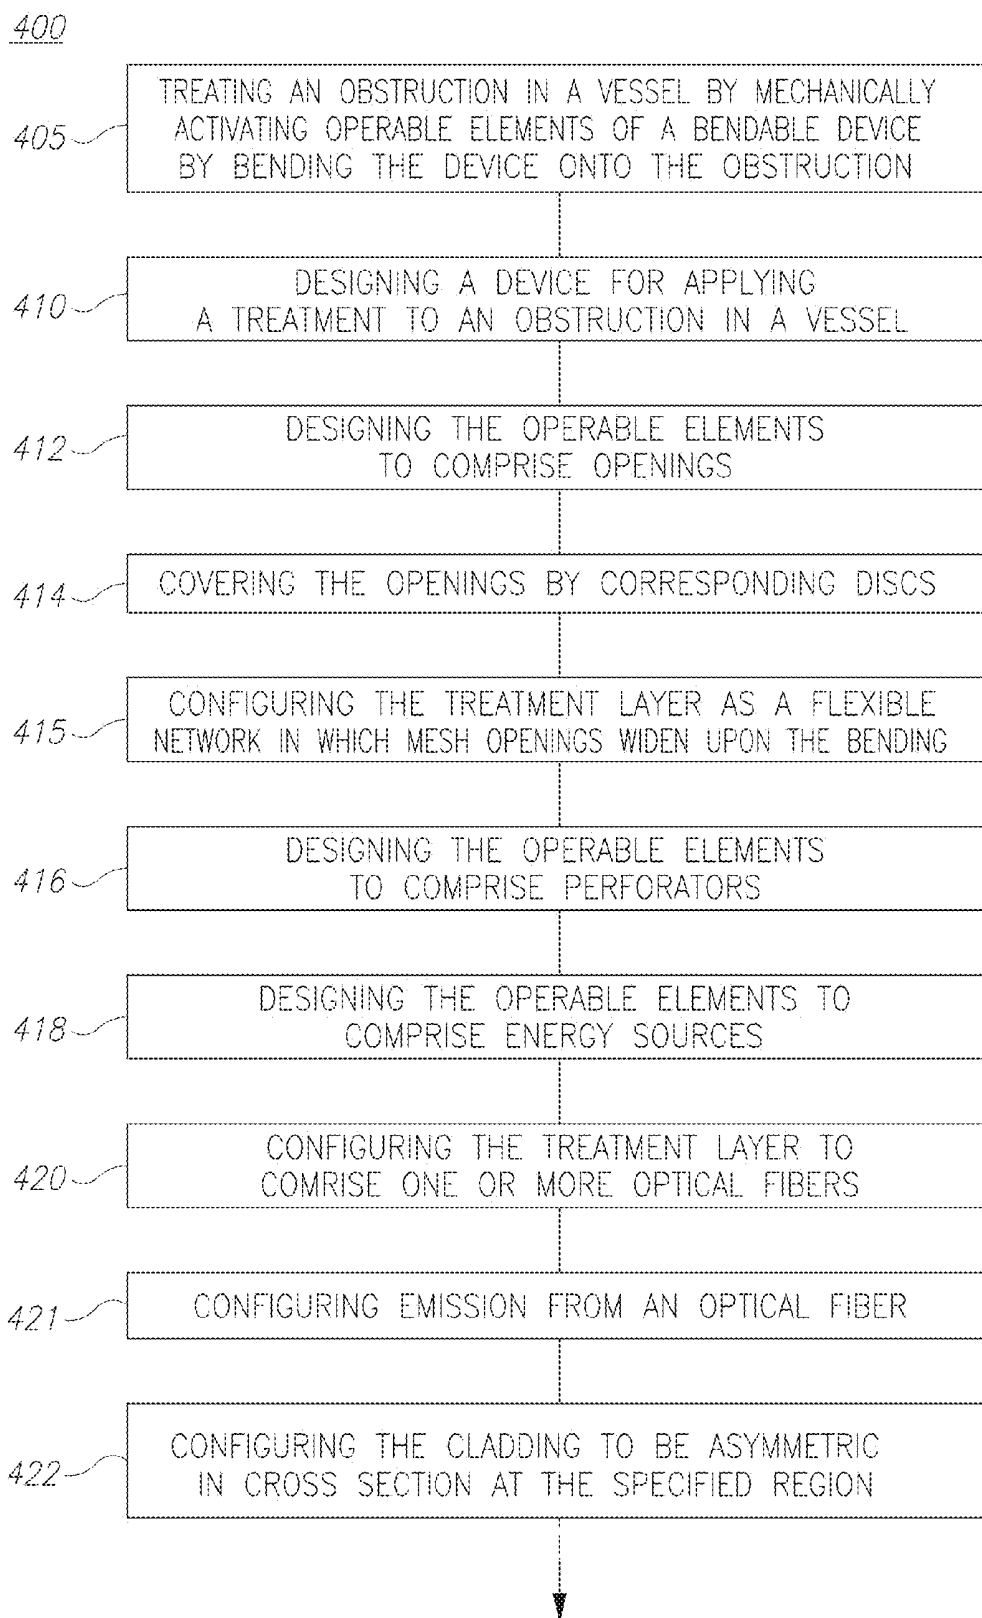 400
405
TREATING AN OBSTRUCTION IN A VESSEL BY MECHANICALLY
ACTIVATING OPERABLE ELEMENTS OF A BENDABLE DEVICE
BY BENDING THE DEVICE ONTO THE OBSTRUCTION
410
DESIGNING A DEVICE FOR APPLYING
A TREATMENT TO AN OBSTRUCTION IN A VESSEL
412
DESIGNING THE OPERABLE ELEMENTS
TO COMPRISE OPENINGS
414
COVERING THE OPENINGS BY CORRESPONDING DISCS
415
CONFIGURING THE TREATMENT LAYER AS A FLEXIBLE
NETWORK IN WHICH MESH OPENINGS WIDEN UPON THE BENDING
416
DESIGNING THE OPERABLE ELEMENTS
TO COMPRISE PERFORATORS
418
DESIGNING THE OPERABLE ELEMENTS TO
COMPRISE ENERGY SOURCES
420
CONFIGURING THE TREATMENT LAYER TO
COMRISE ONE OR MORE OPTICAL FIBERS
421
CONFIGURING EMISSION FROM AN OPTICAL FIBER
422
CONFIGURING THE CLADDING TO BE ASYMMETRIC
IN CROSS SECTION AT THE SPECIFIED REGION